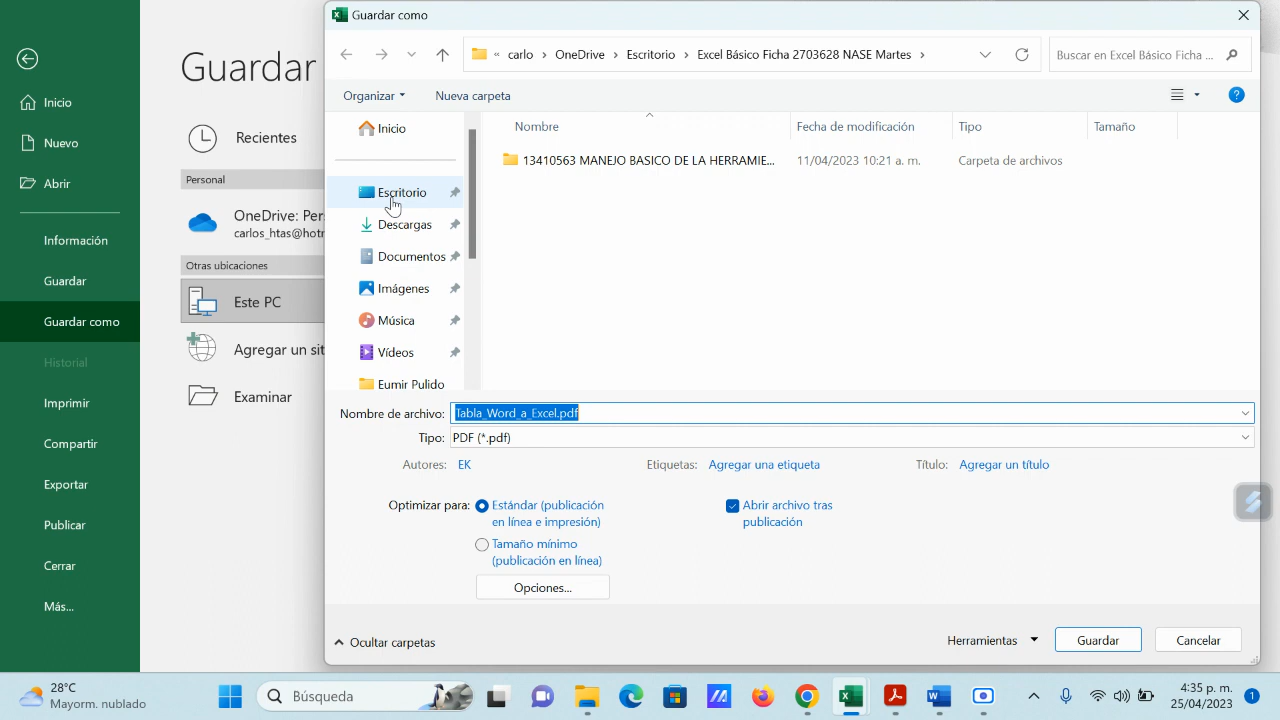 Guardar como
« carlo › OneDrive › Escritorio › Excel Básico Ficha 2703628 NASE Martes ›
Buscar en Excel Básico Ficha ...
Organizar
Nueva carpeta
Inicio
Nuevo
Abrir
Información
Guardar
Guardar como
Historial
Imprimir
Compartir
Exportar
Publicar
Cerrar
Más...
Guardar
Recientes
Personal
OneDrive: Per
carlos_htas@hotr
Otras ubicaciones
Este PC
Agregar un sit
Examinar
Inicio
Escritorio
Descargas
Documentos
Imágenes
Música
Vídeos
Eumir Pulido
Nombre Fecha de modificación Tipo Tamaño
13410563 MANEJO BASICO DE LA HERRAMIE... 11/04/2023 10:21 a. m. Carpeta de archivos
Nombre de archivo: Tabla_Word_a_Excel.pdf
Tipo: PDF (*.pdf)
Autores: EK Etiquetas: Agregar una etiqueta Título: Agregar un título
Optimizar para: Estándar (publicación
en línea e impresión)
Tamaño mínimo
(publicación en línea)
Abrir archivo tras
publicación
Opciones...
Ocultar carpetas
Herramientas
Guardar
Cancelar
28°C
Mayorm. nublado
Búsqueda
4:35 p. m.
25/04/2023
1